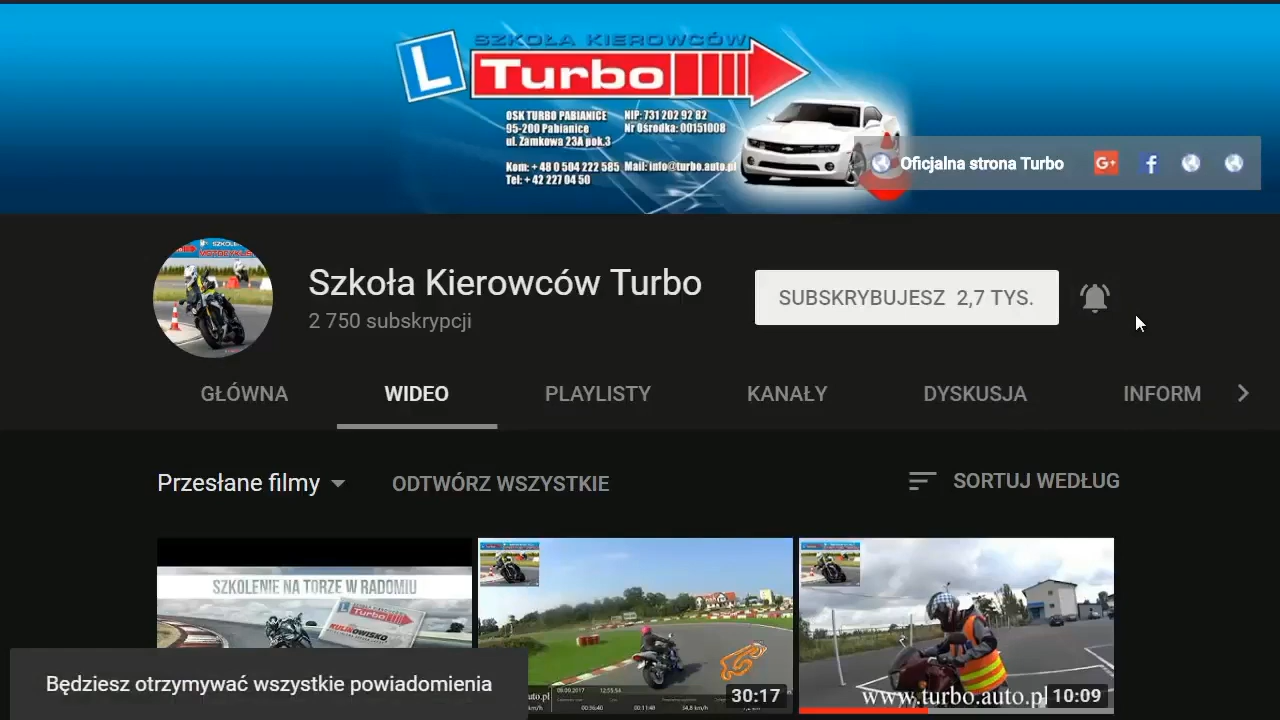 SZKOŁA KIEROWCÓW
L
Turbo
OSK TURBO PABIANICE
95-200 Pabianice
ul. Zamkowa 23A pok.3
NIP: 731 202 92 82
Nr Ośrodka: 00151008
Kom: + 48 0 504 222 585
Tel: + 42 227 04 50
Mail: info@turbo.auto.pl
Oficjalna strona Turbo
G+
f
Szkoła Kierowców Turbo
2 750 subskrypcji
SUBSKRYBUJESZ 2,7 TYS.
GŁÓWNA WIDEO PLAYLISTY KANAŁY DYSKUSJA INFORM
Przesłane filmy
ODTWÓRZ WSZYSTKIE
SORTUJ WEDŁUG
SZKOLENIE NA TORZE W RADOMIU
L Turbo
KULIKOWISKO
30:17
www.turbo.auto.pl
10:09
Będziesz otrzymywać wszystkie powiadomienia